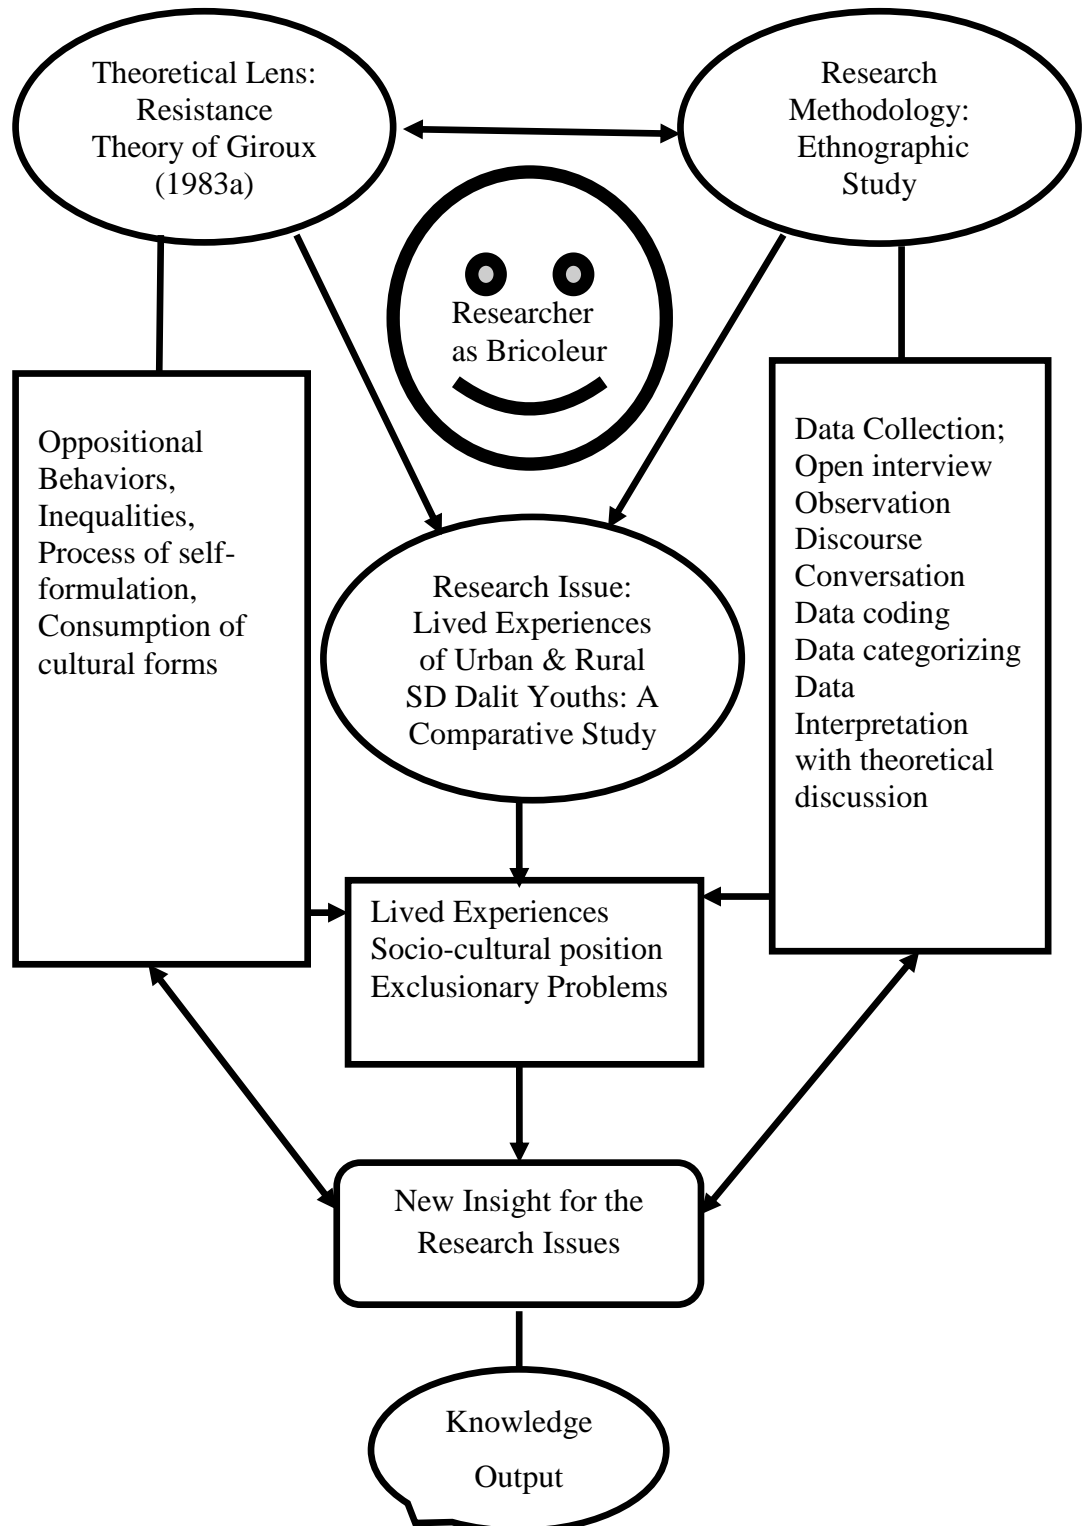 Theoretical Lens:
Resistance
Theory of Giroux
(1983a)
Research
Methodology:
Ethnographic
Study
Researcher
as Bricoleur
Oppositional
Behaviors,
Inequalities,
Process of self-
formulation,
Consumption of
cultural forms
Data Collection;
Open interview
Observation
Discourse
Conversation
Data coding
Data categorizing
Data
Interpretation
with theoretical
discussion
Research Issue:
Lived Experiences
of Urban & Rural
SD Dalit Youths: A
Comparative Study
Lived Experiences
Socio-cultural position
Exclusionary Problems
New Insight for the
Research Issues
Knowledge
Output